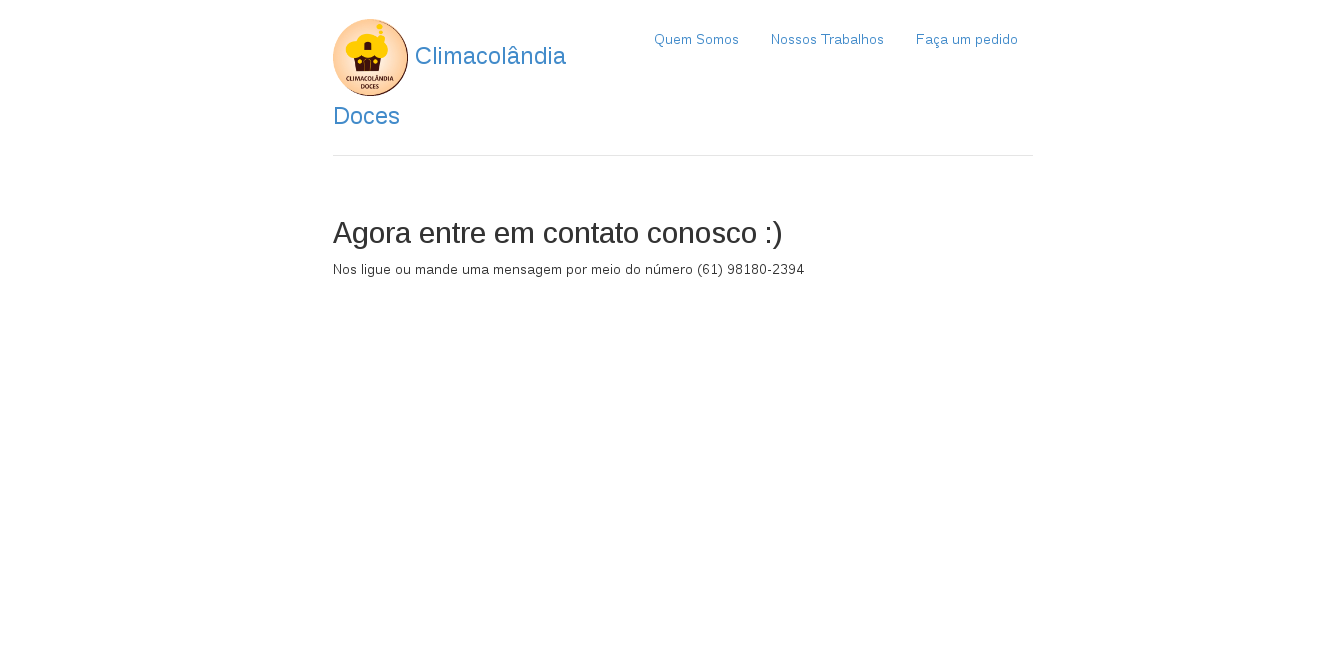 CLIMACOLÂNDIA
DOCES
Climacolândia
Doces
Quem Somos
Nossos Trabalhos
Faça um pedido
Agora entre em contato conosco :)
Nos ligue ou mande uma mensagem por meio do número (61) 98180-2394